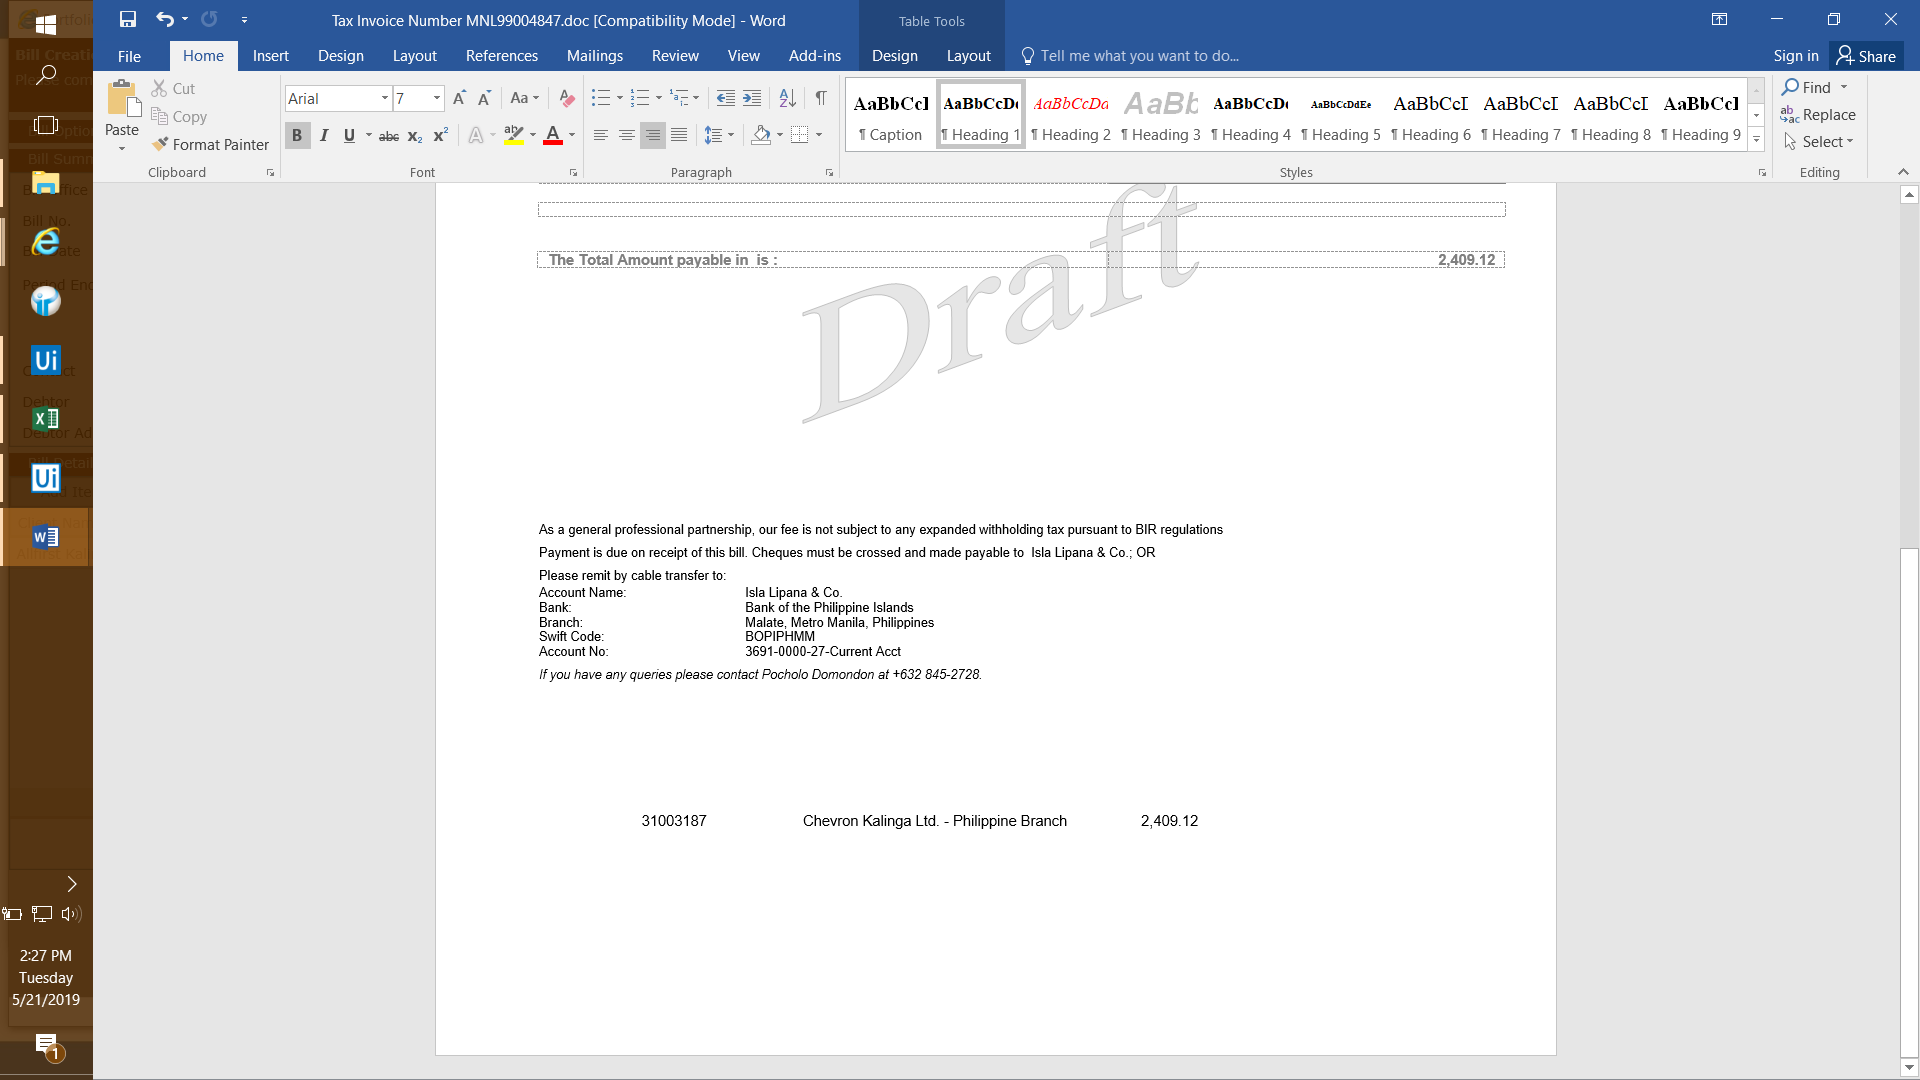 Tax Invoice Number MNL99004847.doc [Compatibility Mode] - Word
Table Tools
File Home Insert Design Layout References Mailings Review View Add-ins Design Layout Tell me what you want to do... Sign in Share
Paste
Cut
Copy
Format Painter
Clipboard
Arial 7
Font
Paragraph
AaBbCcI AaBbCcDc AaBbCcDc AaBb AaBbCcDc AaBbCcDdEe AaBbCcI AaBbCcI AaBbCcI AaBbCcI
¶ Caption ¶ Heading 1 ¶ Heading 2 ¶ Heading 3 ¶ Heading 4 ¶ Heading 5 ¶ Heading 6 ¶ Heading 7 ¶ Heading 8 ¶ Heading 9
Styles
Find
Replace
Select
Editing
The Total Amount payable in is : 2,409.12
Draft
As a general professional partnership, our fee is not subject to any expanded withholding tax pursuant to BIR regulations
Payment is due on receipt of this bill. Cheques must be crossed and made payable to Isla Lipana & Co.; OR
Please remit by cable transfer to:
Account Name: Isla Lipana & Co.
Bank: Bank of the Philippine Islands
Branch: Malate, Metro Manila, Philippines
Swift Code: BOPIPHMM
Account No: 3691-0000-27-Current Acct
If you have any queries please contact Pocholo Domondon at +632 845-2728.
31003187 Chevron Kalinga Ltd. - Philippine Branch 2,409.12
Bill No.
Debtor
2:27 PM
Tuesday
5/21/2019
1